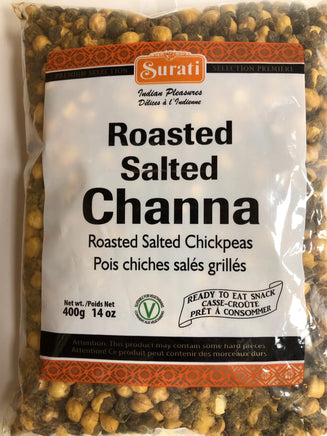 Surati
PREMIUM SELECTION SELECTION PREMIÈRE
Indian Pleasures
Délices à l'Indienne
Roasted
Salted
Channa
Roasted Salted Chickpeas
Pois chiches salés grillés
Net wt. /Poids Net
400g 14 oz
V
READY TO EAT SNACK
CASSE-CROÛTE
PRÊT À CONSOMMER
Attention: This product may contain some hard pieces
Attention! Ce produit peut contenir des morceaux durs